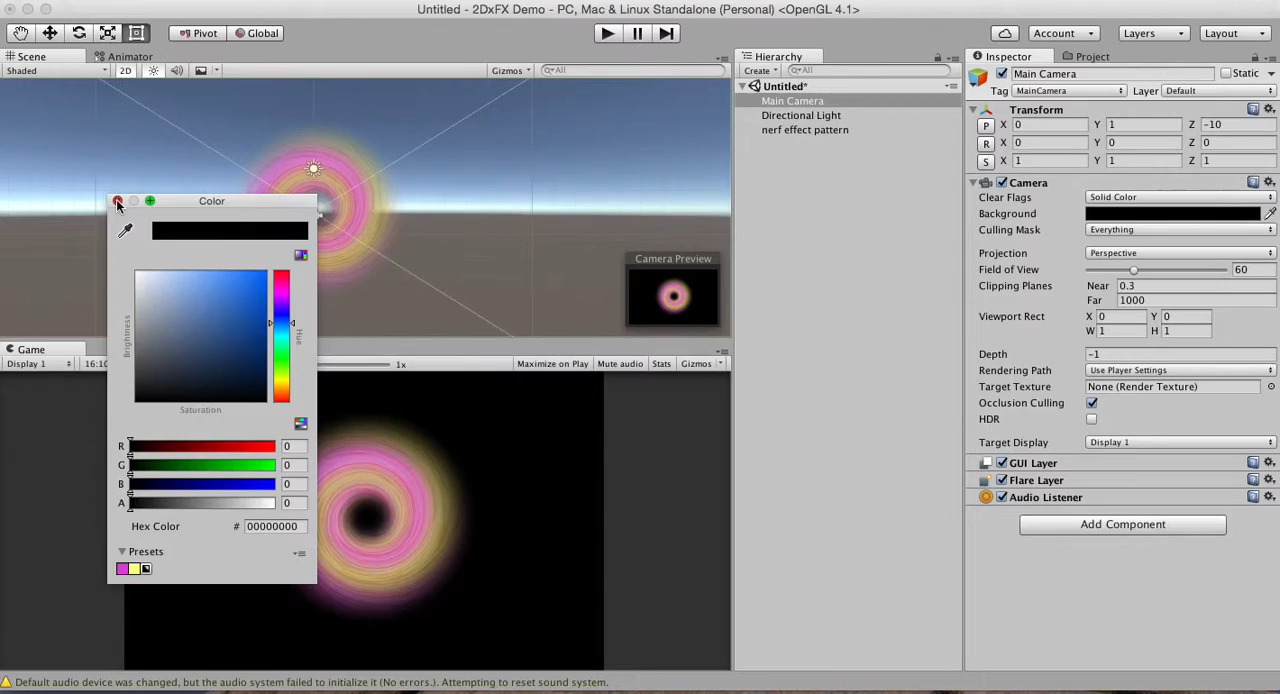 Untitled - 2DxFX Demo - PC, Mac & Linux Standalone (Personal) <OpenGL 4.1>
Pivot Global Account Layers Layout
Scene Animator
Shaded 2D Gizmos All
Hierarchy
Create All
Untitled*
Main Camera
Directional Light
nerf effect pattern
Inspector Project
Main Camera Static
Tag MainCamera Layer Default
Transform
P X 0 Y 1 Z -10
R X 0 Y 0 Z 0
S X 1 Y 1 Z 1
Camera
Clear Flags Solid Color
Background
Culling Mask Everything
Projection Perspective
Field of View 60
Clipping Planes Near 0.3
Far 1000
Viewport Rect X 0 Y 0
W 1 H 1
Depth -1
Rendering Path Use Player Settings
Target Texture None (Render Texture)
Occlusion Culling
HDR
Target Display Display 1
GUI Layer
Flare Layer
Audio Listener
Add Component
Camera Preview
Color
Brightness
Hue
Saturation
R 0
G 0
B 0
A 0
Hex Color # 00000000
Presets
Game
Display 1 16:10 1x Maximize on Play Mute audio Stats Gizmos
Default audio device was changed, but the audio system failed to initialize it (No errors.). Attempting to reset sound system.